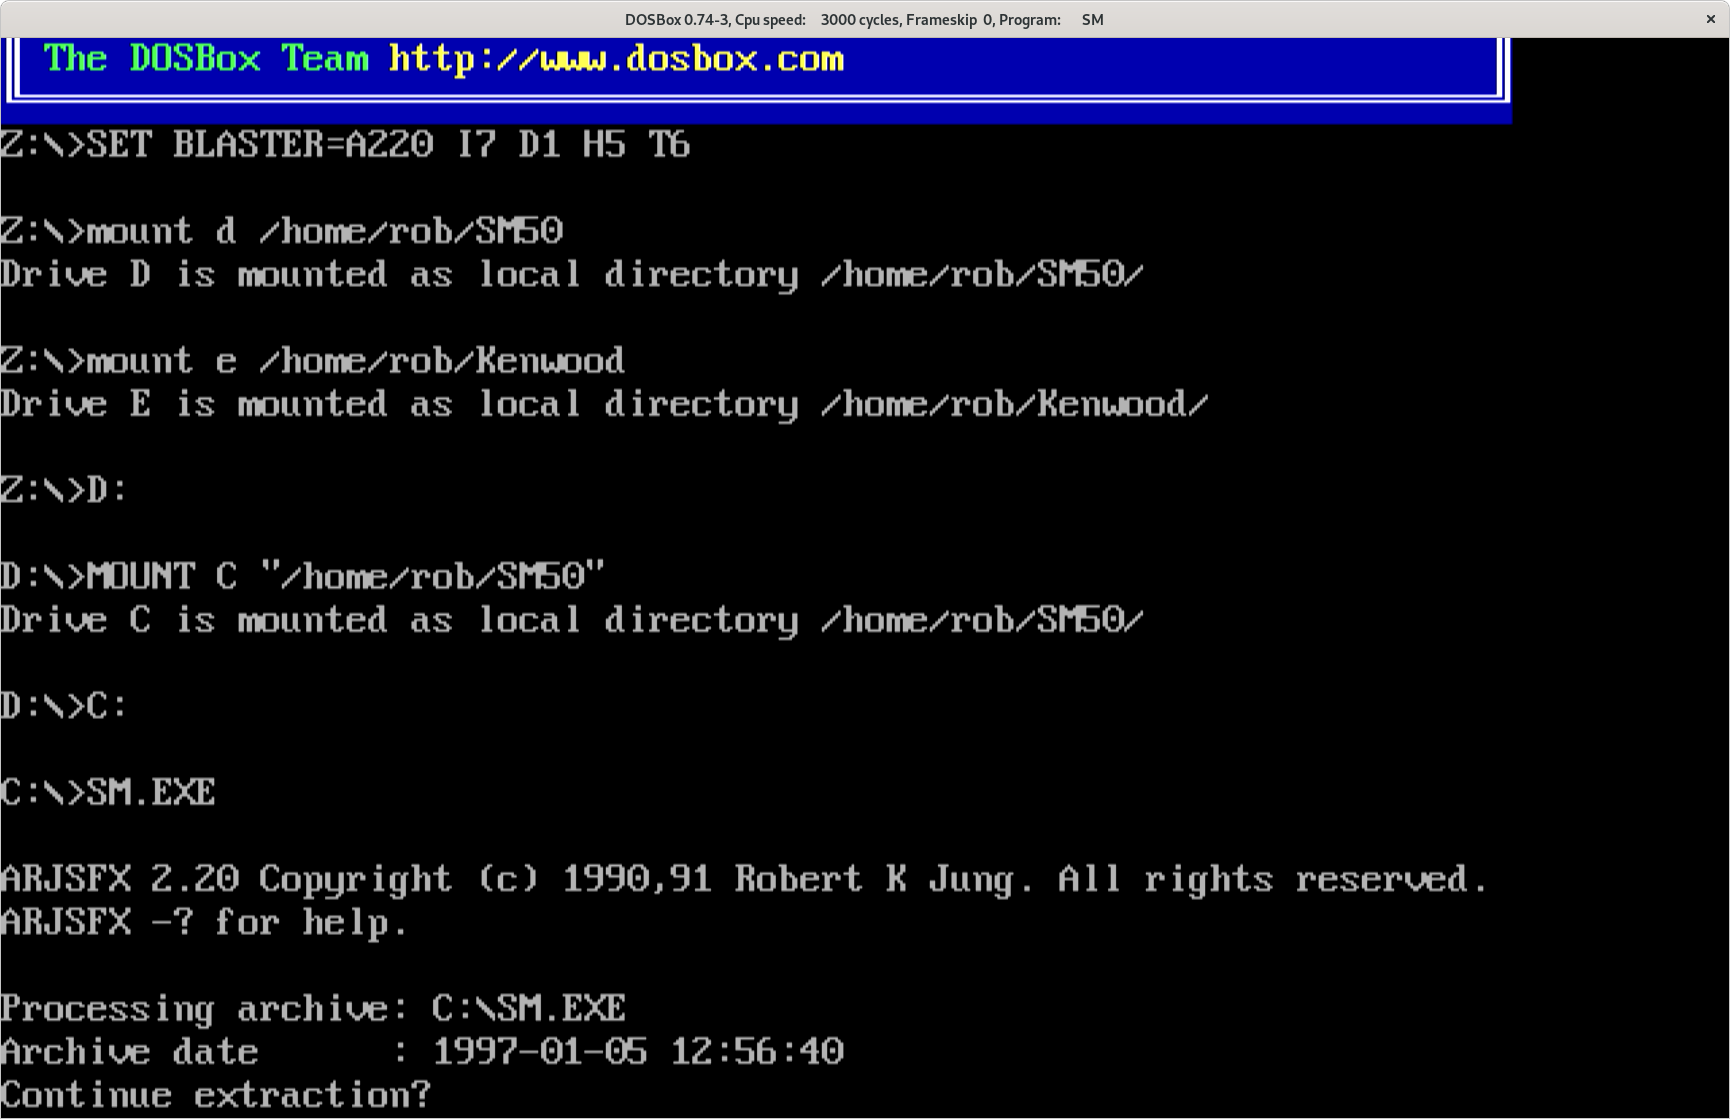 DOSBox 0.74-3, Cpu speed:    3000 cycles, Frameskip  0, Program:      SM
×
The DOSBox Team http://www.dosbox.com
Z:\>SET BLASTER=A220 I7 D1 H5 T6
Z:\>mount d /home/rob/SM50
Drive D is mounted as local directory /home/rob/SM50/
Z:\>mount e /home/rob/Kenwood
Drive E is mounted as local directory /home/rob/Kenwood/
Z:\>D:
D:\>MOUNT C "/home/rob/SM50"
Drive C is mounted as local directory /home/rob/SM50/
D:\>C:
C:\>SM.EXE
ARJSFX 2.20 Copyright (c) 1990,91 Robert K Jung. All rights reserved.
ARJSFX -? for help.
Processing archive: C:\SM.EXE
Archive date      : 1997-01-05 12:56:40
Continue extraction?